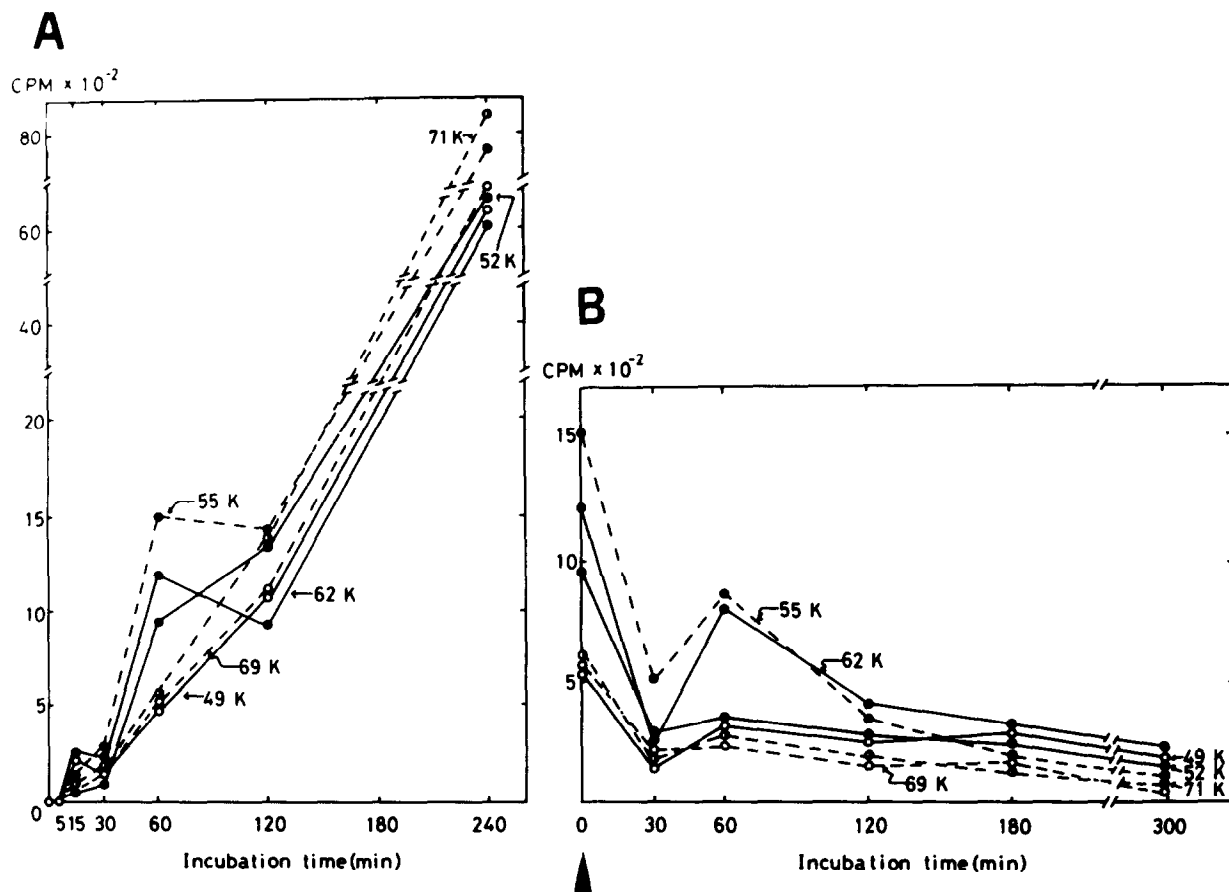 A
CPM × 10⁻²
80
60
40
20
15
10
5
0
71 K
52 K
55 K
62 K
69 K
49 K
5 15 30 60 120 180 240
Incubation time(min)
B
CPM × 10⁻²
15
10
5
55 K
62 K
69 K
49 K
52 K
71 K
0 30 60 120 180 300
Incubation time(min)